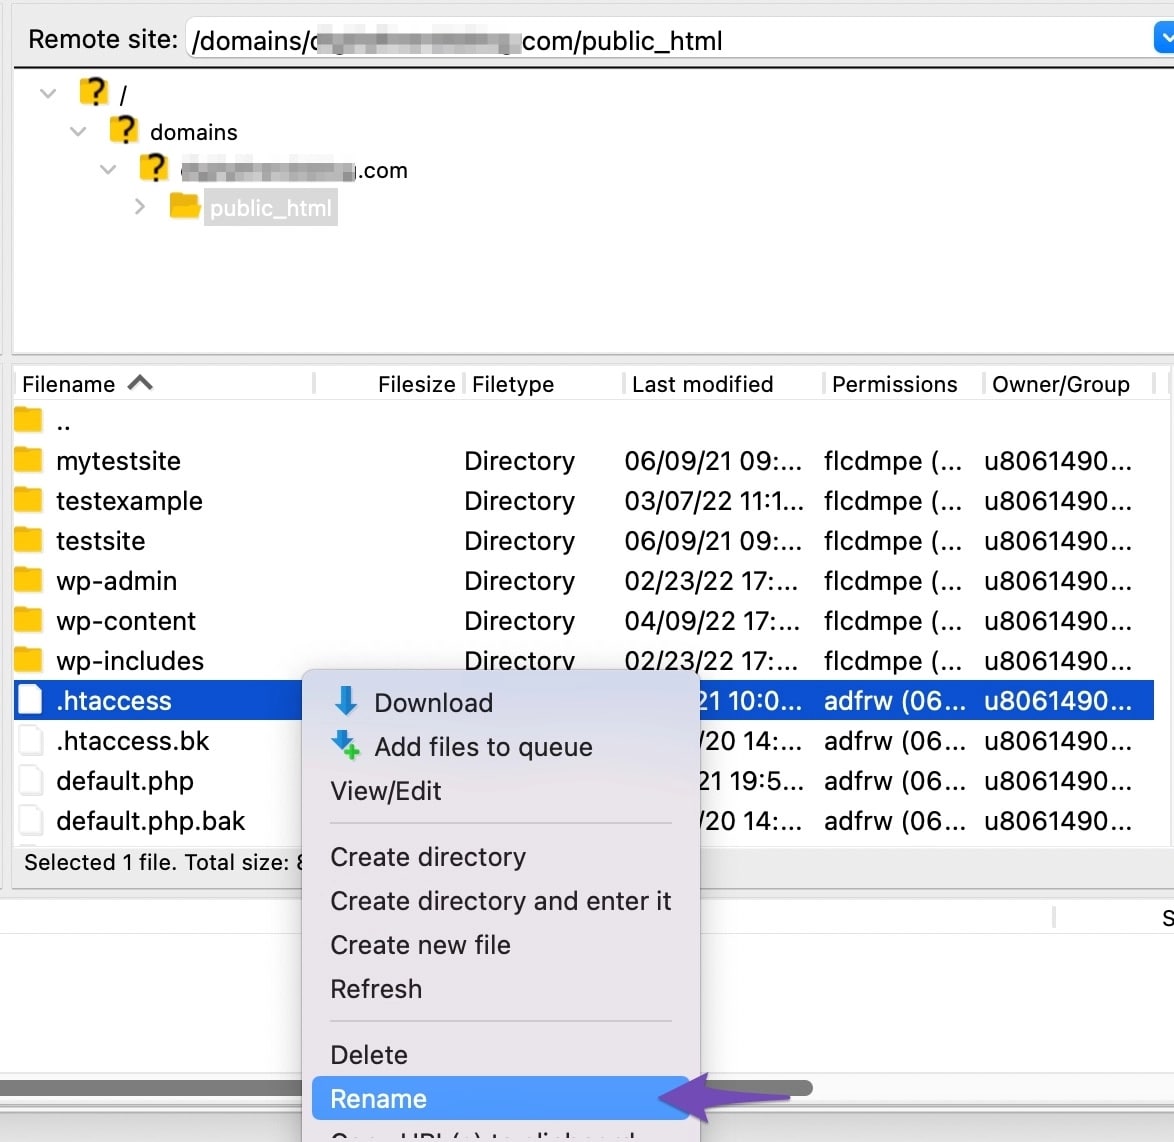 Remote site: /domains/ .com/public_html
/
domains
.com
public_html
Filename Filesize Filetype Last modified Permissions Owner/Group
..
mytestsite Directory 06/09/21 09:... flcdmpe (... u8061490...
testexample Directory 03/07/22 11:1... flcdmpe (... u8061490...
testsite Directory 06/09/21 09:... flcdmpe (... u8061490...
wp-admin Directory 02/23/22 17:... flcdmpe (... u8061490...
wp-content Directory 04/09/22 17:... flcdmpe (... u8061490...
wp-includes Directory 02/23/22 17:... flcdmpe (... u8061490...
.htaccess 21 10:0... adfrw (06... u8061490...
.htaccess.bk /20 14:... adfrw (06... u8061490...
default.php 21 19:5... adfrw (06... u8061490...
default.php.bak /20 14:... adfrw (06... u8061490...
Selected 1 file. Total size:
Download
Add files to queue
View/Edit
Create directory
Create directory and enter it
Create new file
Refresh
Delete
Rename